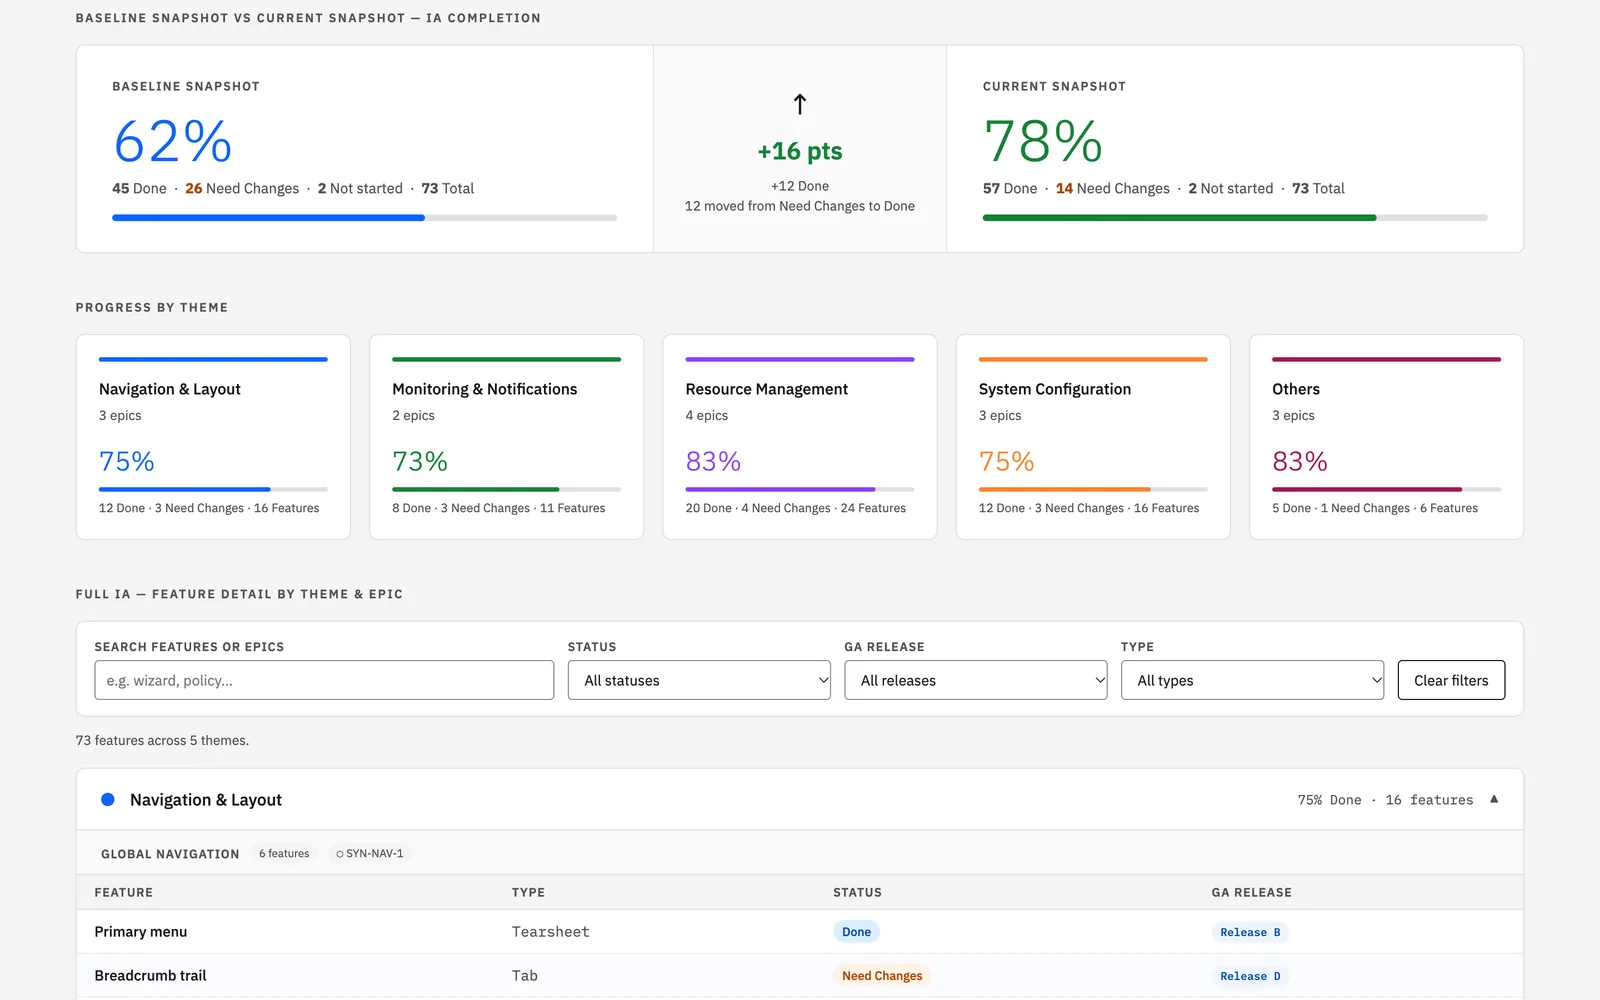 BASELINE SNAPSHOT VS CURRENT SNAPSHOT — IA COMPLETION
BASELINE SNAPSHOT
62%
45 Done · 26 Need Changes · 2 Not started · 73 Total
↑
+16 pts
+12 Done
12 moved from Need Changes to Done
CURRENT SNAPSHOT
78%
57 Done · 14 Need Changes · 2 Not started · 73 Total
PROGRESS BY THEME
Navigation & Layout
3 epics
75%
12 Done · 3 Need Changes · 16 Features
Monitoring & Notifications
2 epics
73%
8 Done · 3 Need Changes · 11 Features
Resource Management
4 epics
83%
20 Done · 4 Need Changes · 24 Features
System Configuration
3 epics
75%
12 Done · 3 Need Changes · 16 Features
Others
3 epics
83%
5 Done · 1 Need Changes · 6 Features
FULL IA — FEATURE DETAIL BY THEME & EPIC
SEARCH FEATURES OR EPICS
e.g. wizard, policy...
STATUS
All statuses
GA RELEASE
All releases
TYPE
All types
Clear filters
73 features across 5 themes.
Navigation & Layout
75% Done · 16 features ▲
GLOBAL NAVIGATION 6 features ○ SYN-NAV-1
FEATURE TYPE STATUS GA RELEASE
Primary menu Tearsheet Done Release B
Breadcrumb trail Tab Need Changes Release D